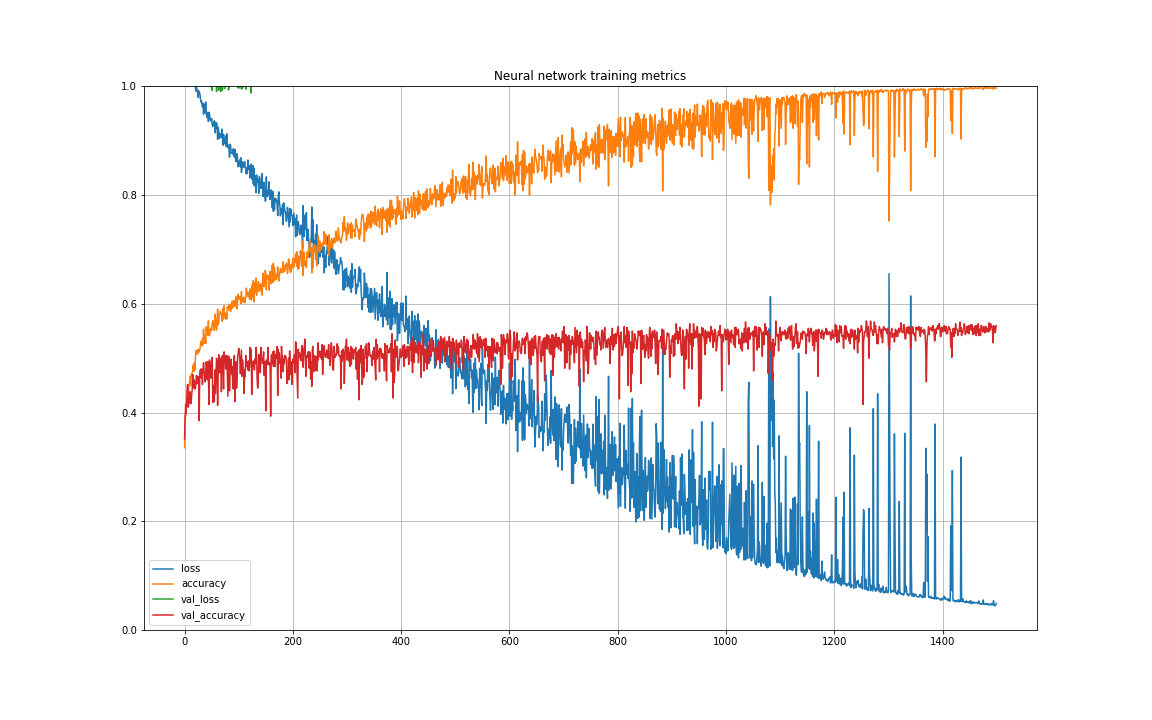 Neural network training metrics
1.0
0.8
0.6
0.4
0.2
0.0
loss
accuracy
val_loss
val_accuracy
0 200 400 600 800 1000 1200 1400